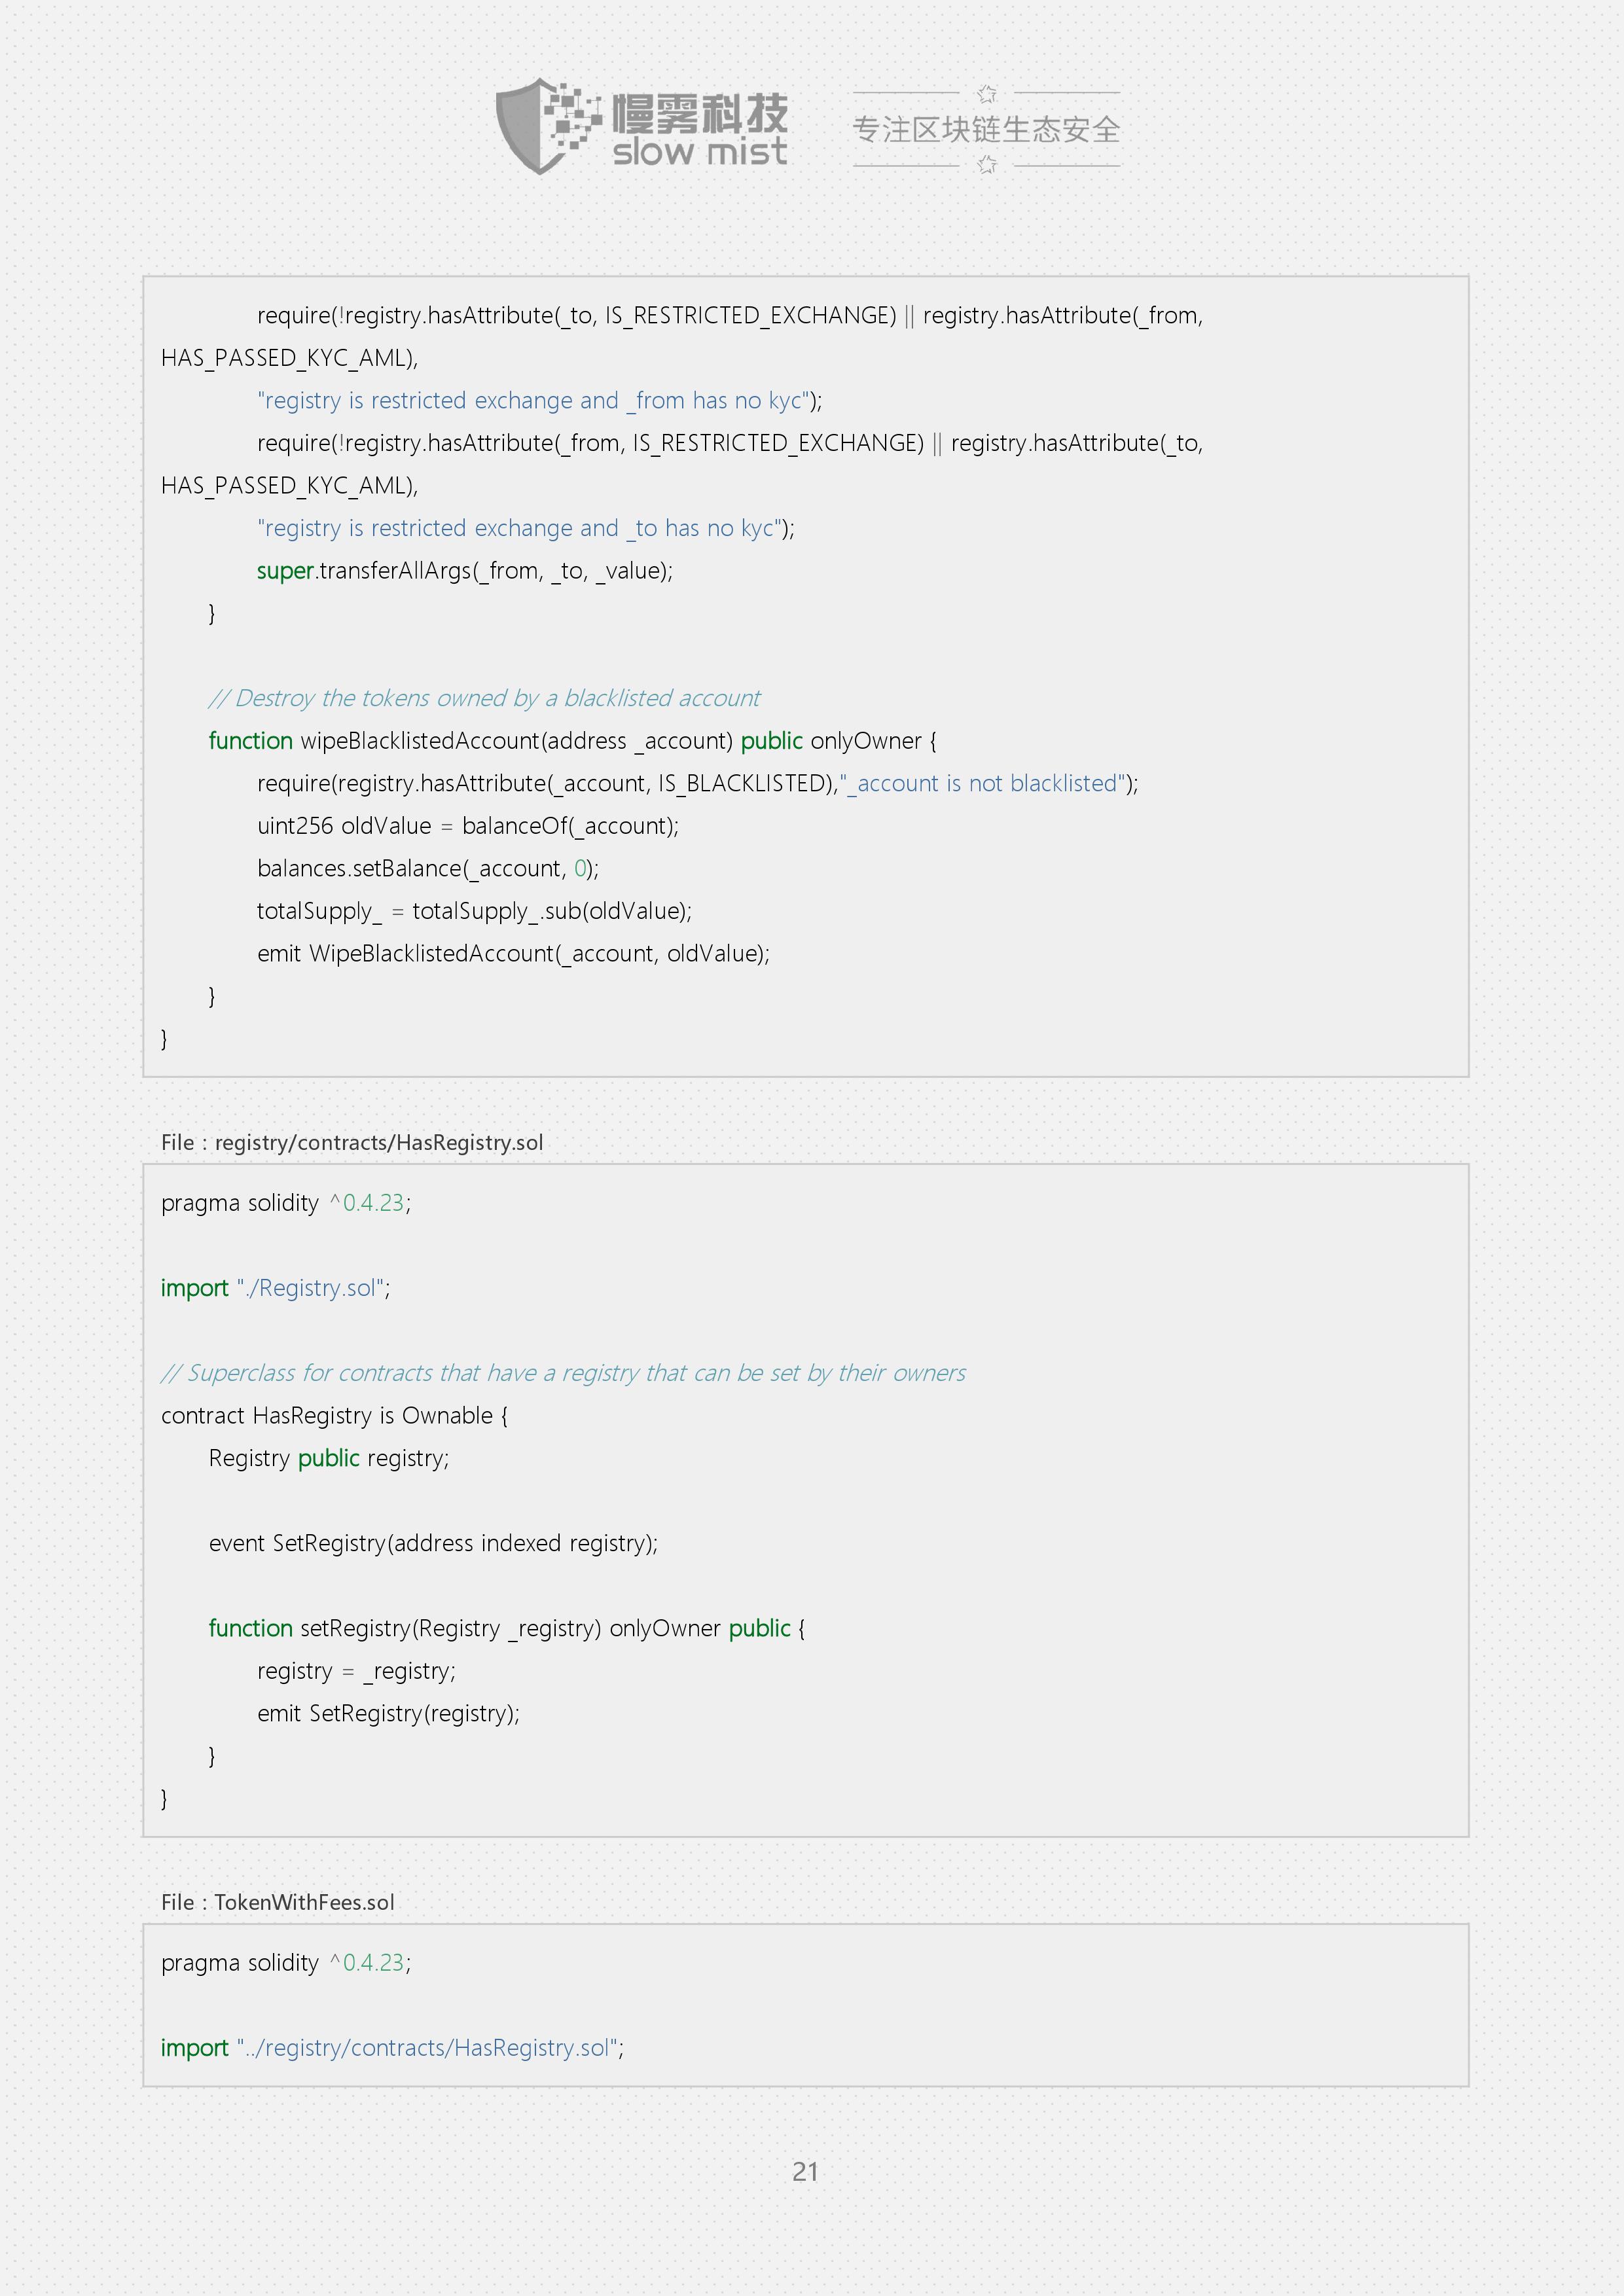 慢雾科技
slow mist
专注区块链生态安全
require(!registry.hasAttribute(_to, IS_RESTRICTED_EXCHANGE) || registry.hasAttribute(_from,
HAS_PASSED_KYC_AML),
"registry is restricted exchange and _from has no kyc");
require(!registry.hasAttribute(_from, IS_RESTRICTED_EXCHANGE) || registry.hasAttribute(_to,
HAS_PASSED_KYC_AML),
"registry is restricted exchange and _to has no kyc");
super.transferAllArgs(_from, _to, _value);
}
// Destroy the tokens owned by a blacklisted account
function wipeBlacklistedAccount(address _account) public onlyOwner {
require(registry.hasAttribute(_account, IS_BLACKLISTED),"_account is not blacklisted");
uint256 oldValue = balanceOf(_account);
balances.setBalance(_account, 0);
totalSupply_ = totalSupply_.sub(oldValue);
emit WipeBlacklistedAccount(_account, oldValue);
}
}
File : registry/contracts/HasRegistry.sol
pragma solidity ^0.4.23;
import "./Registry.sol";
// Superclass for contracts that have a registry that can be set by their owners
contract HasRegistry is Ownable {
Registry public registry;
event SetRegistry(address indexed registry);
function setRegistry(Registry _registry) onlyOwner public {
registry = _registry;
emit SetRegistry(registry);
}
}
File : TokenWithFees.sol
pragma solidity ^0.4.23;
import "../registry/contracts/HasRegistry.sol";
21